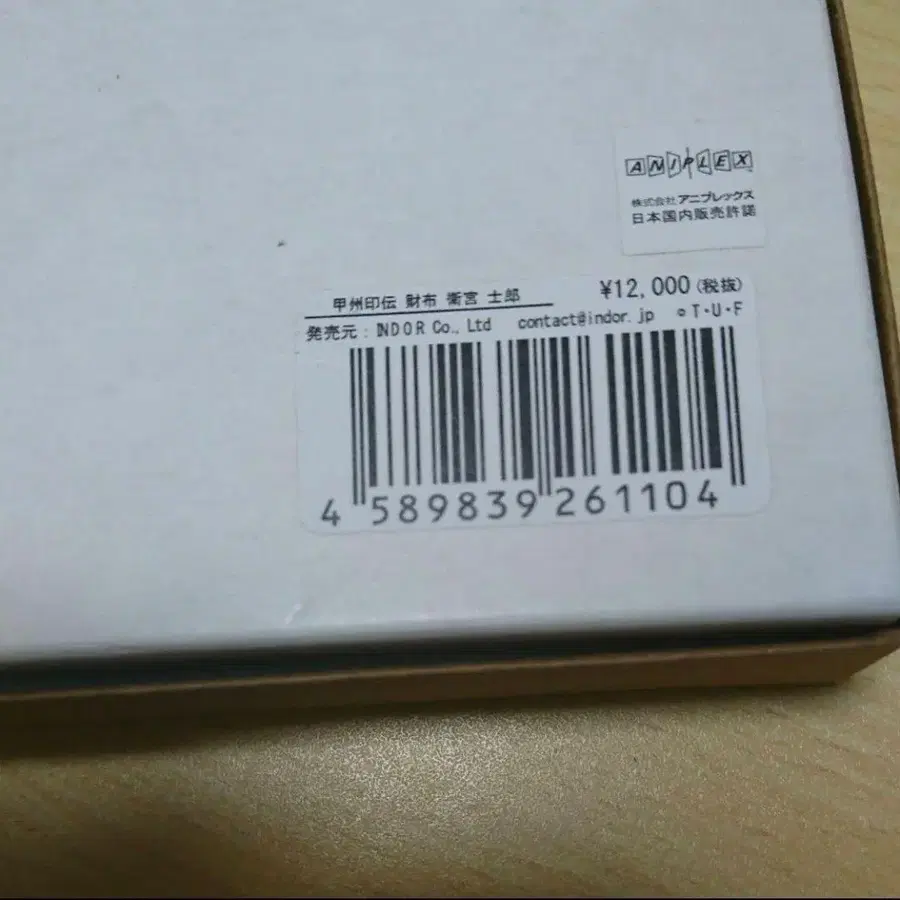 ANIPLEX
株式会社アニプレックス
日本国内販売許諾
甲州印伝 財布 衛宮 士郎 ¥12,000(税抜)
発売元:INDOR Co., Ltd contact@indor.jp ©T・U・F
4 589839 261104